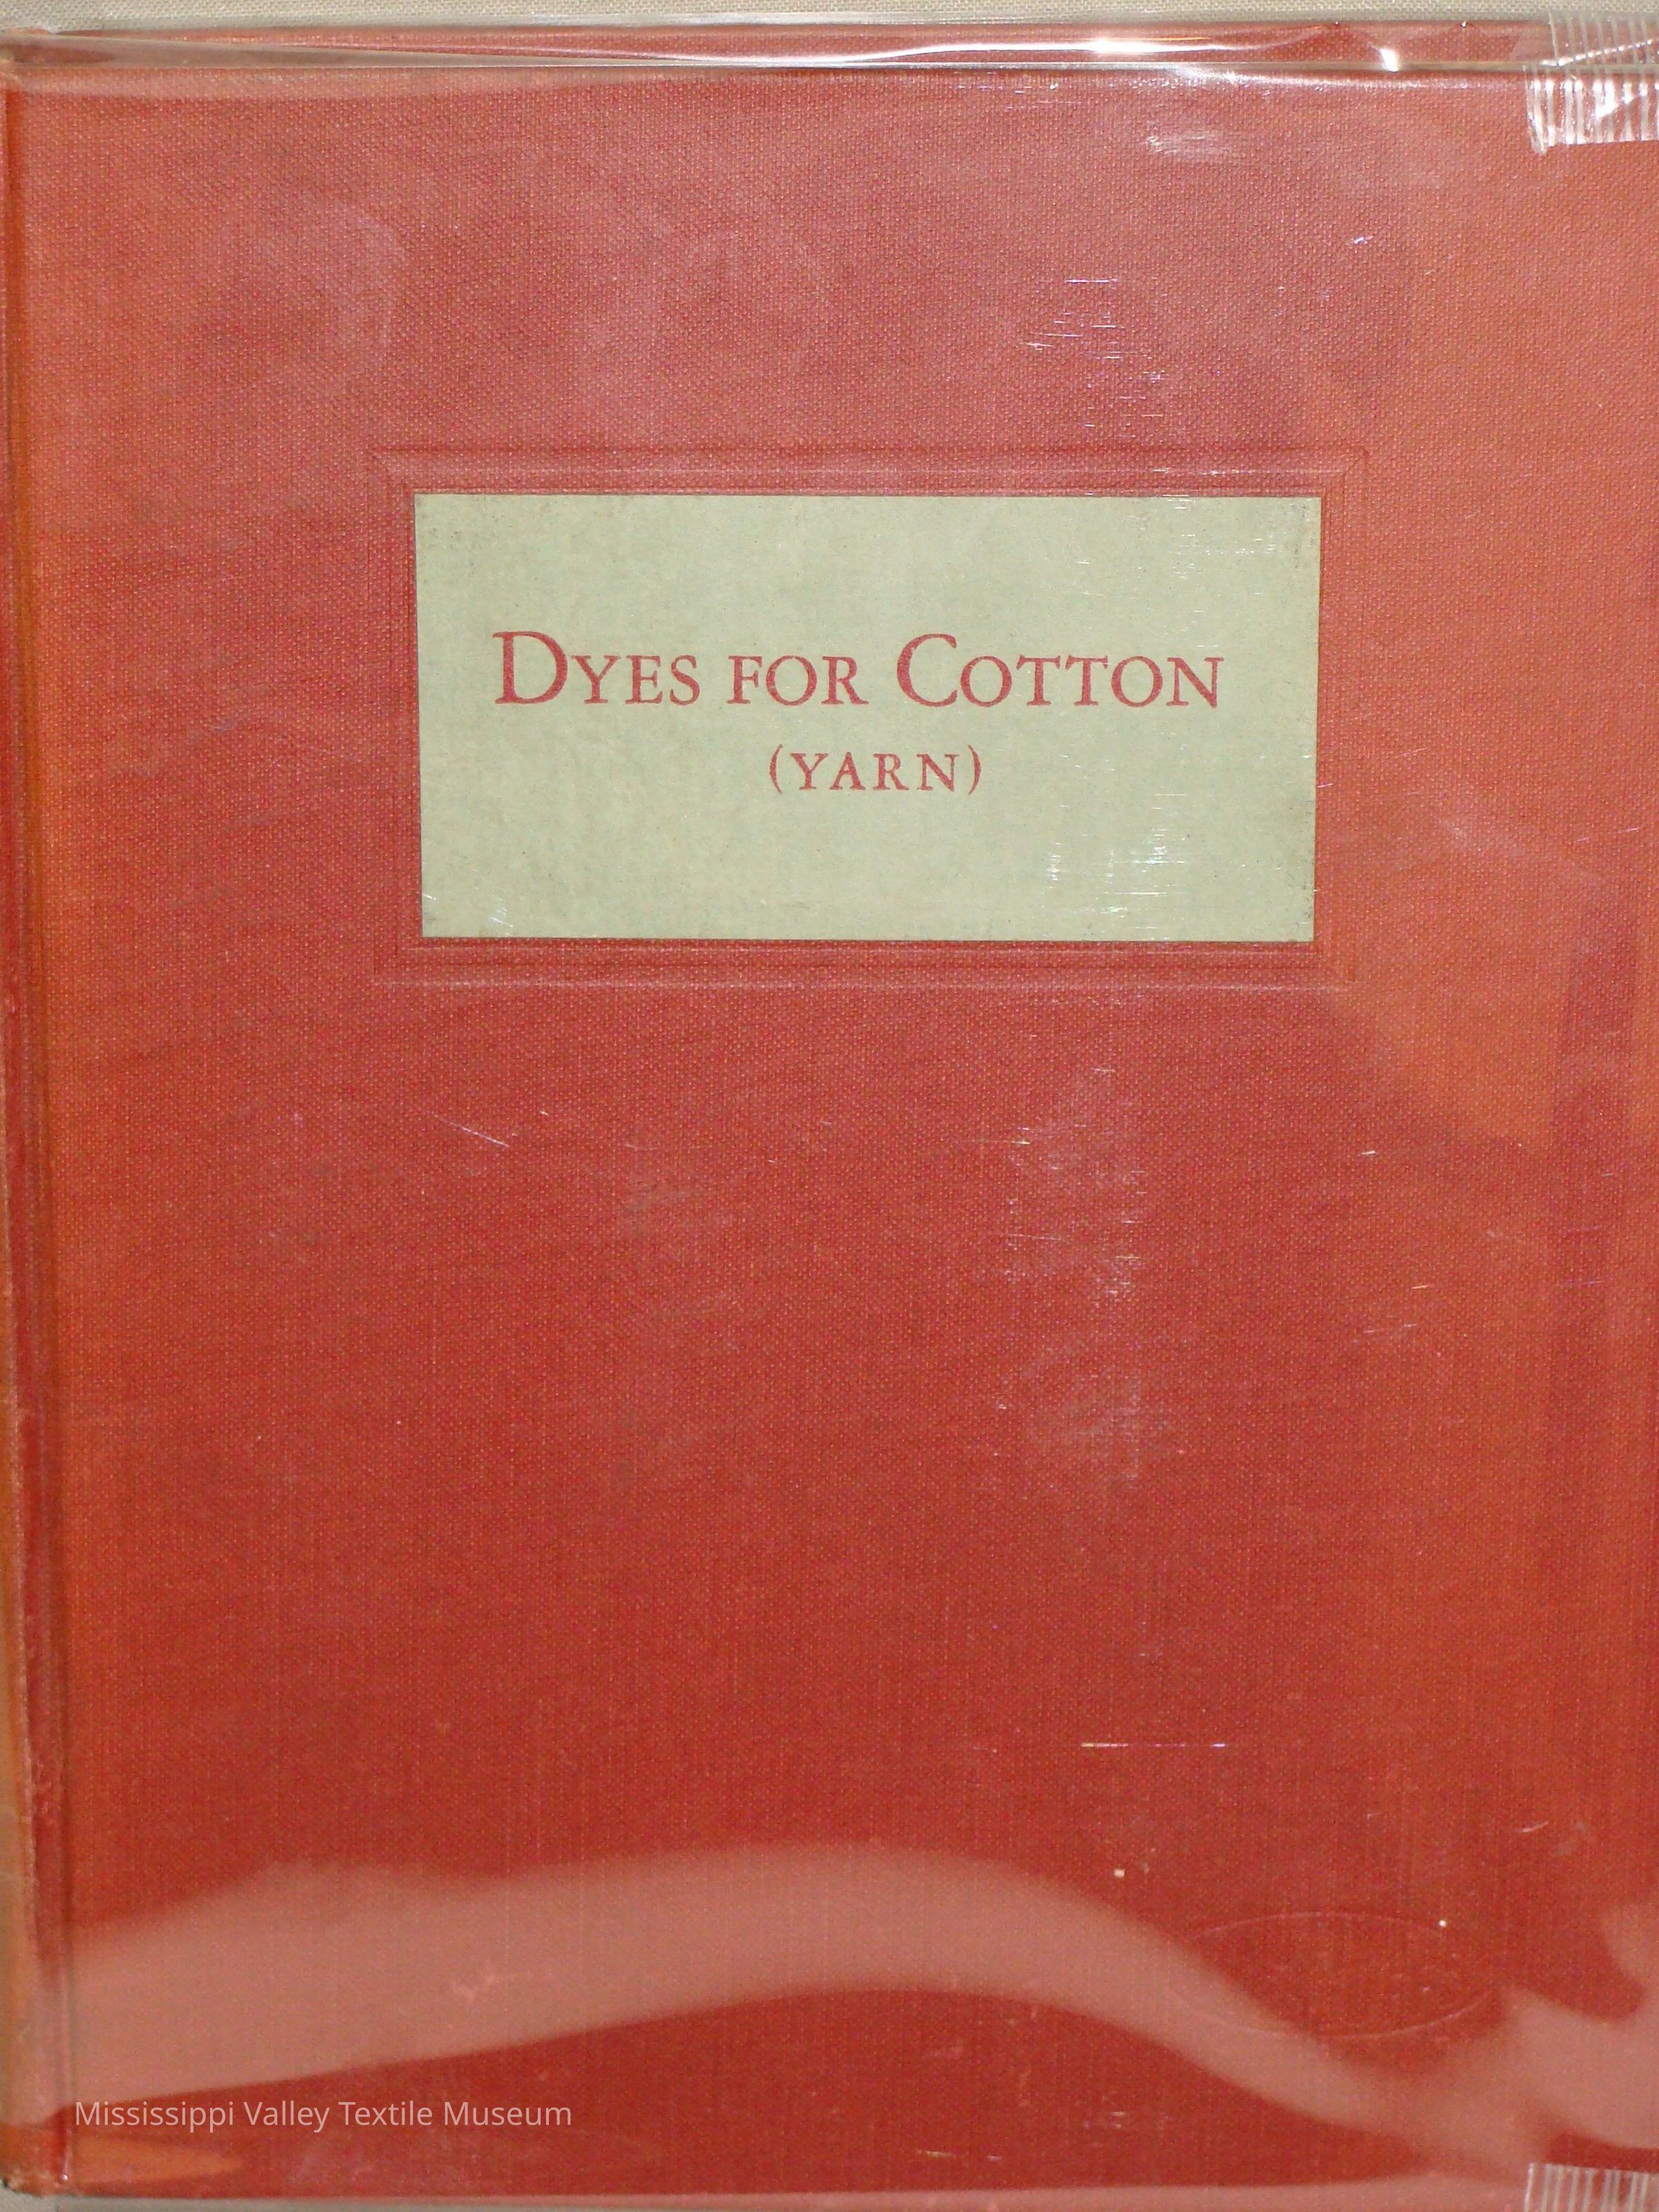 DYES FOR COTTON
(YARN)
Mississippi Valley Textile Museum